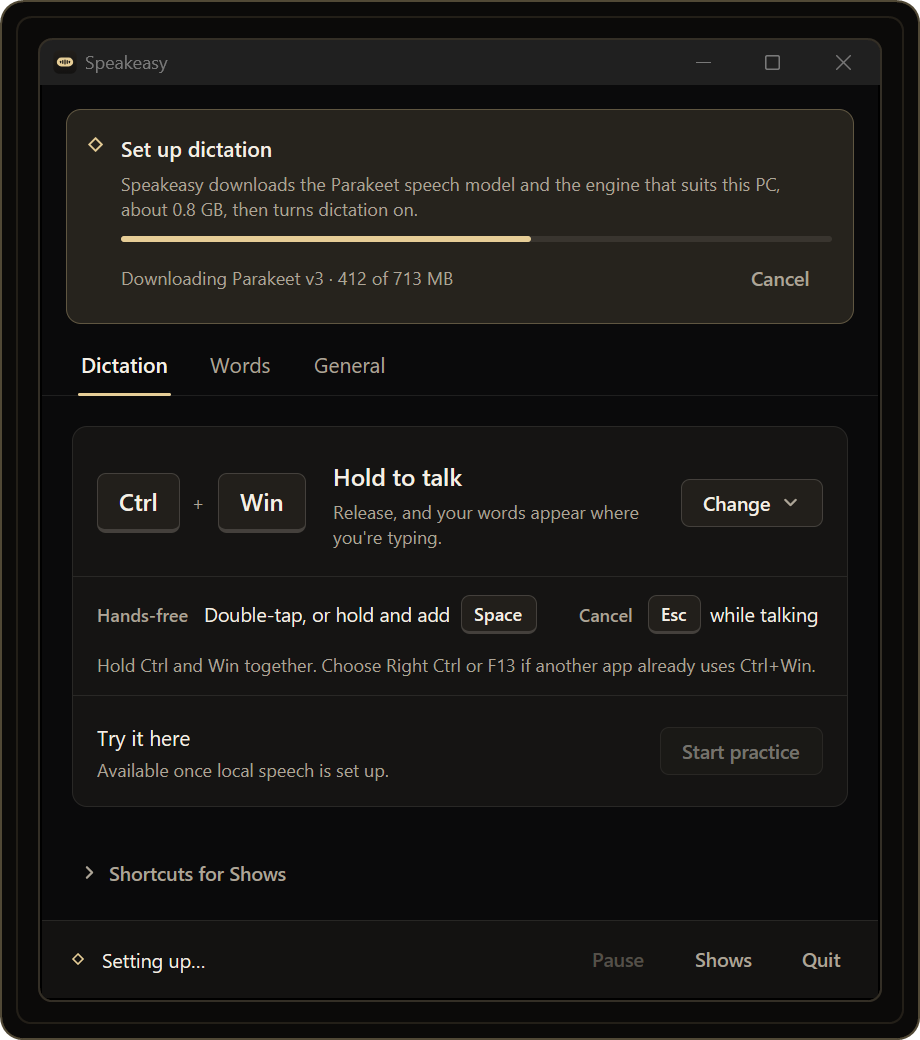 Speakeasy
Set up dictation
Speakeasy downloads the Parakeet speech model and the engine that suits this PC,
about 0.8 GB, then turns dictation on.
Downloading Parakeet v3 · 412 of 713 MB
Cancel
Dictation
Words
General
Ctrl + Win
Hold to talk
Release, and your words appear where
you're typing.
Change
Hands-free Double-tap, or hold and add Space Cancel Esc while talking
Hold Ctrl and Win together. Choose Right Ctrl or F13 if another app already uses Ctrl+Win.
Try it here
Available once local speech is set up.
Start practice
Shortcuts for Shows
Setting up...
Pause
Shows
Quit